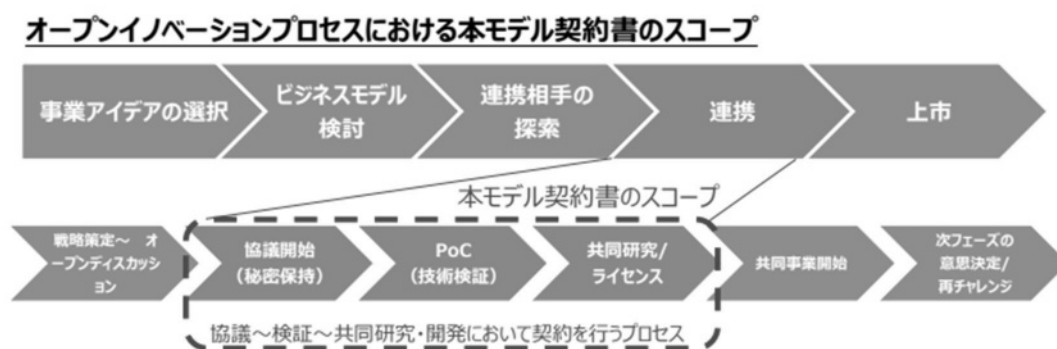 オープンイノベーションプロセスにおける本モデル契約書のスコープ
事業アイデアの選択
ビジネスモデル
検討
連携相手の
探索
連携
上市
本モデル契約書のスコープ
戦略策定～ オ
ープンディスカッシ
ョン
協議開始
（秘密保持）
PoC
（技術検証）
共同研究/
ライセンス
共同事業開始
次フェーズの
意思決定/
再チャレンジ
協議～検証～共同研究・開発において契約を行うプロセス